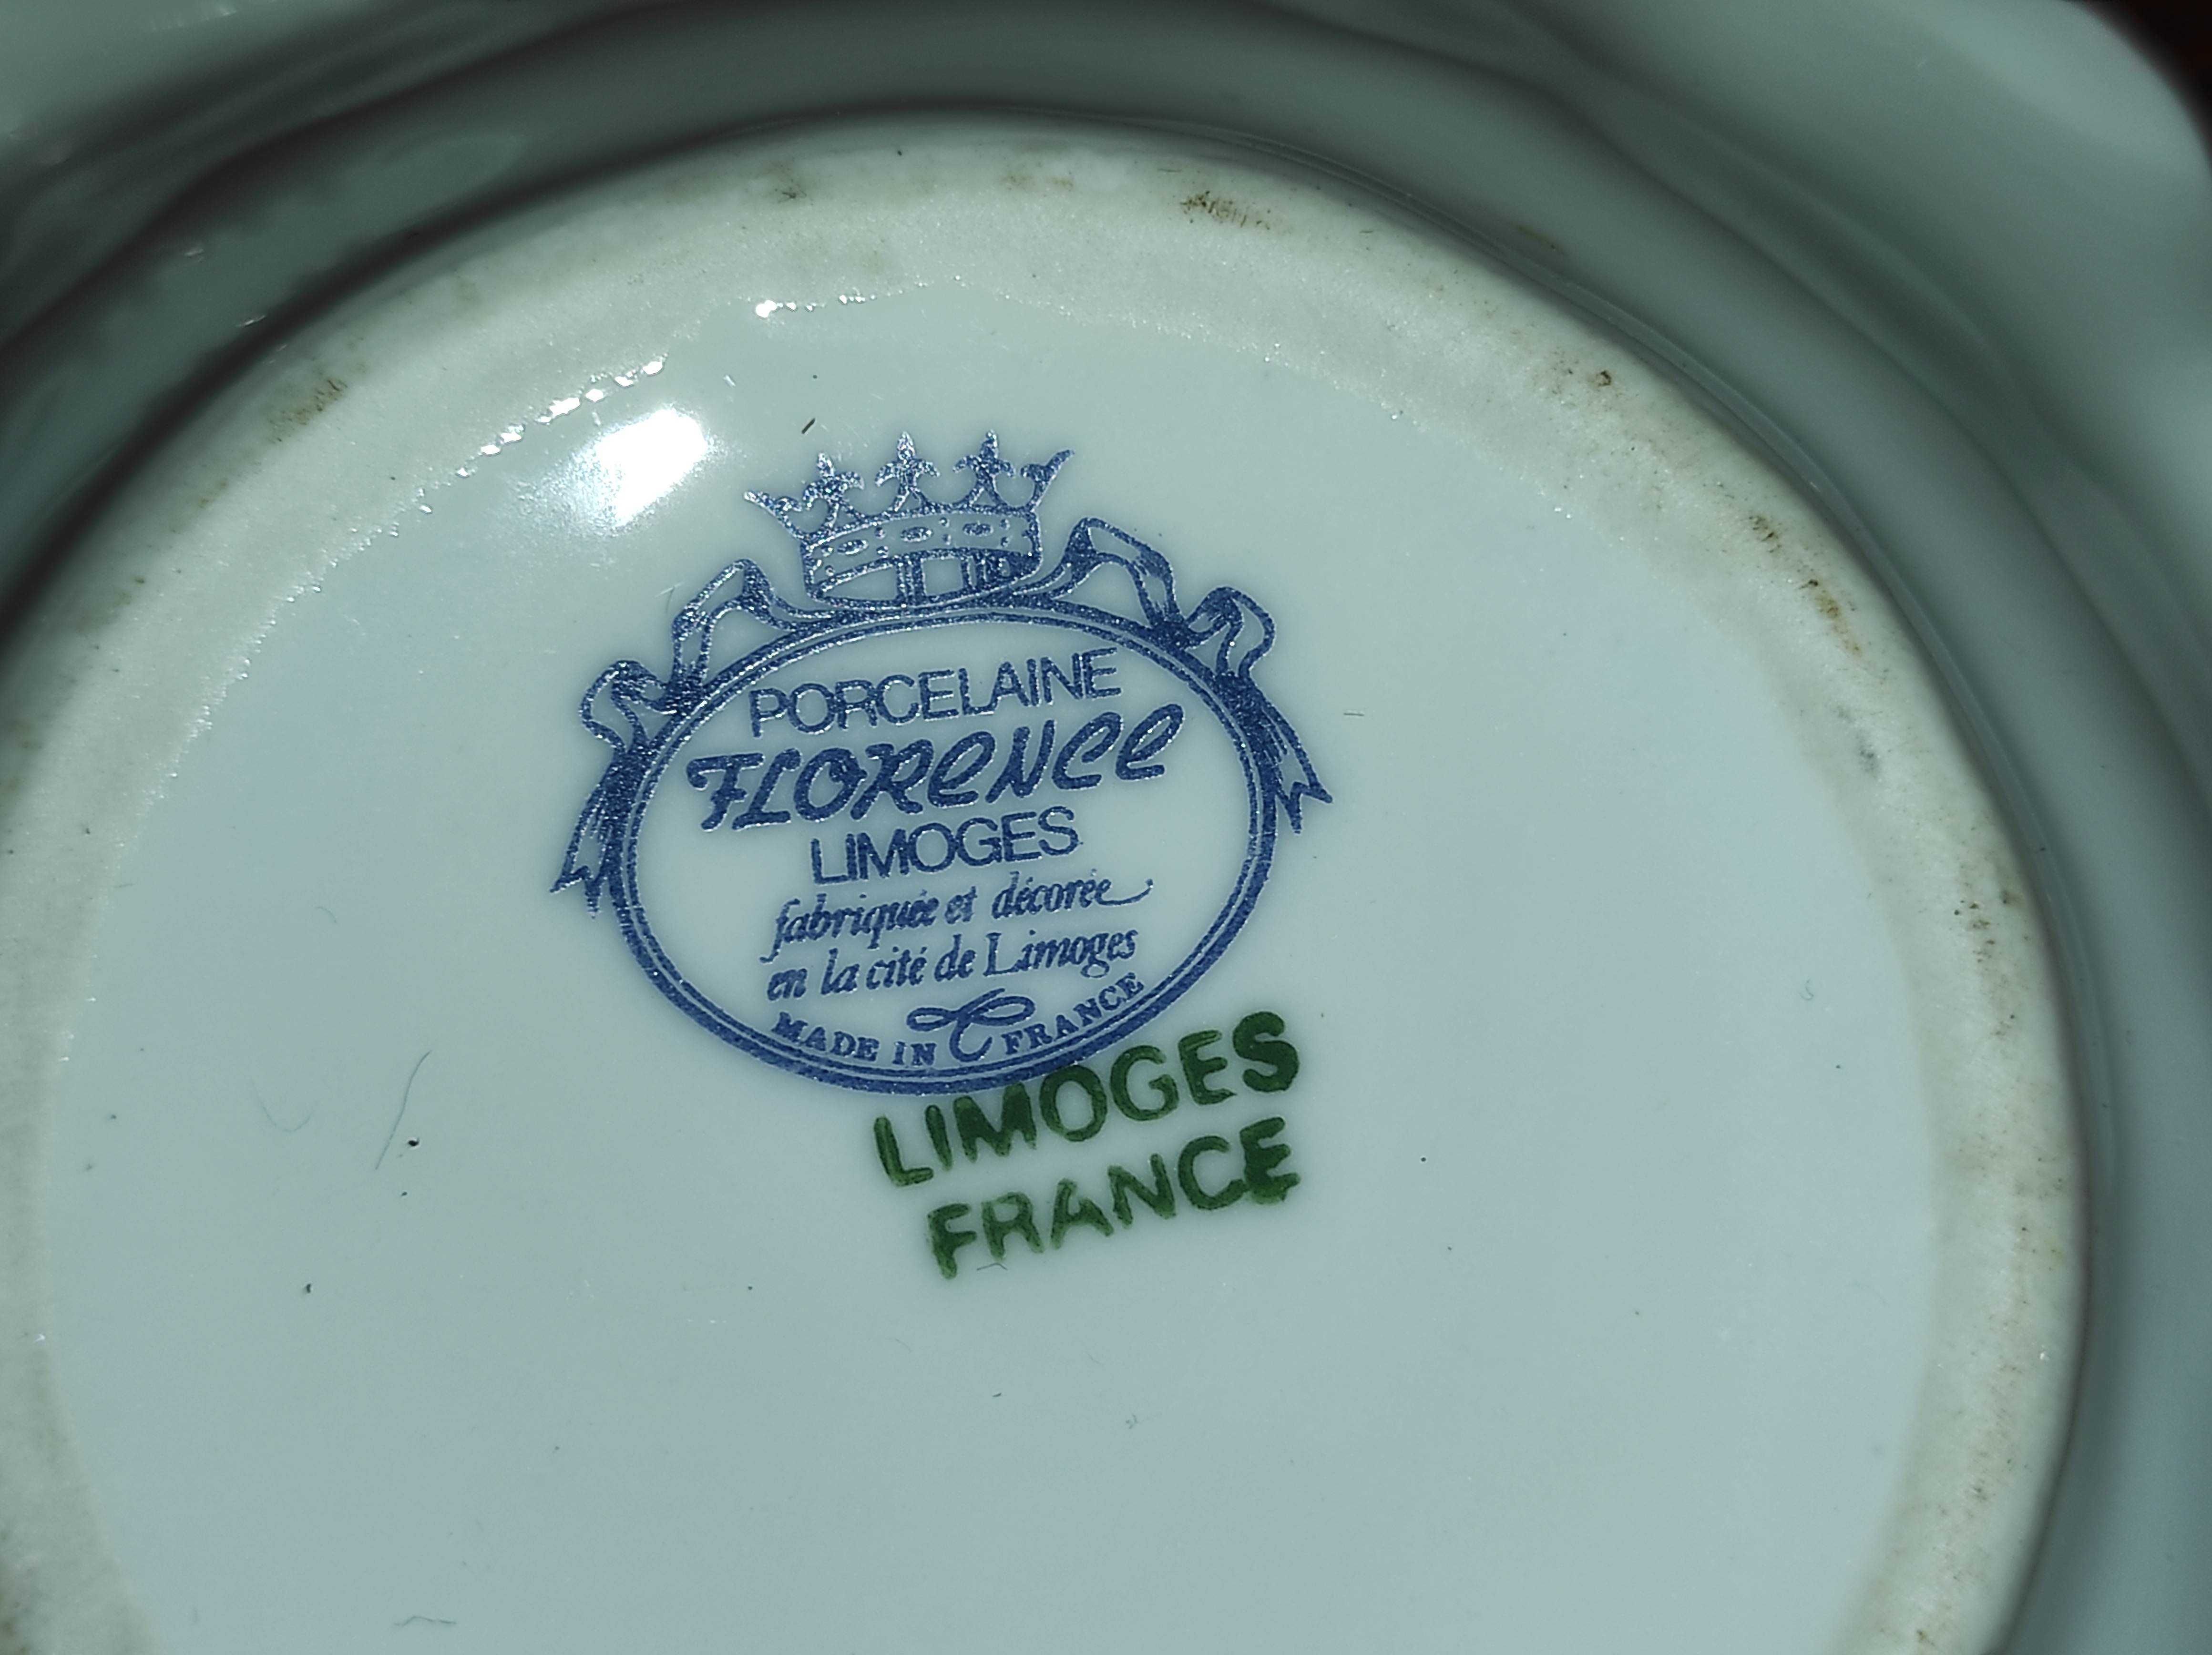 PORCELAINE
FLORENCE
LIMOGES
fabriquée et décorée
en la cité de Limoges
MADE IN FRANCE
LIMOGES
FRANCE